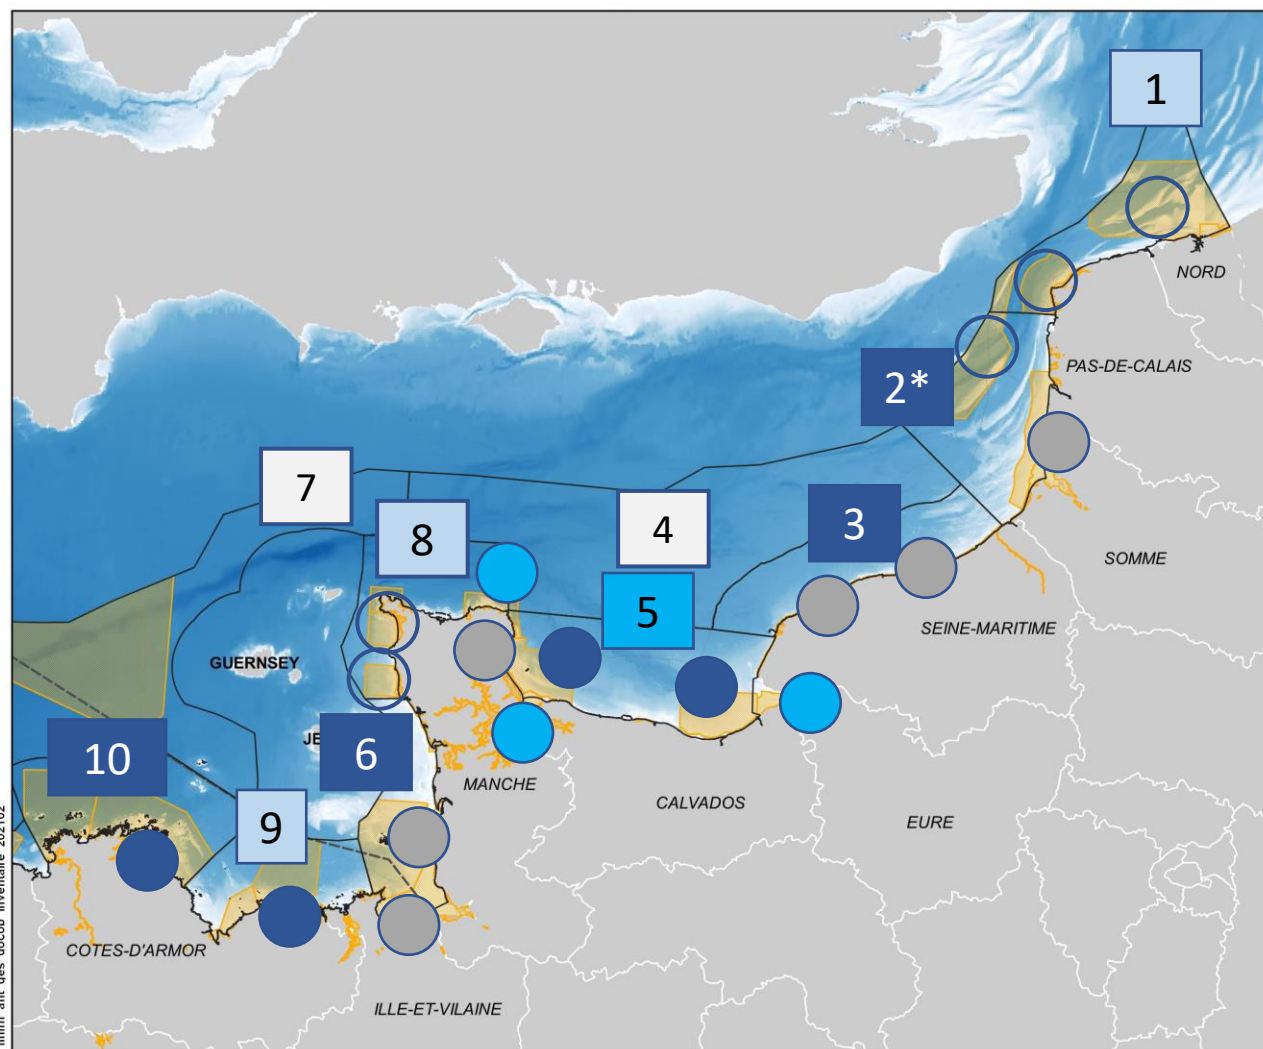 1
NORD
PAS-DE-CALAIS
2*
7
3
4
8
SOMME
5
SEINE-MARITIME
GUERNSEY
6
10
MANCHE
CALVADOS
9
EURE
COTES-D'ARMOR
ILLE-ET-VILAINE